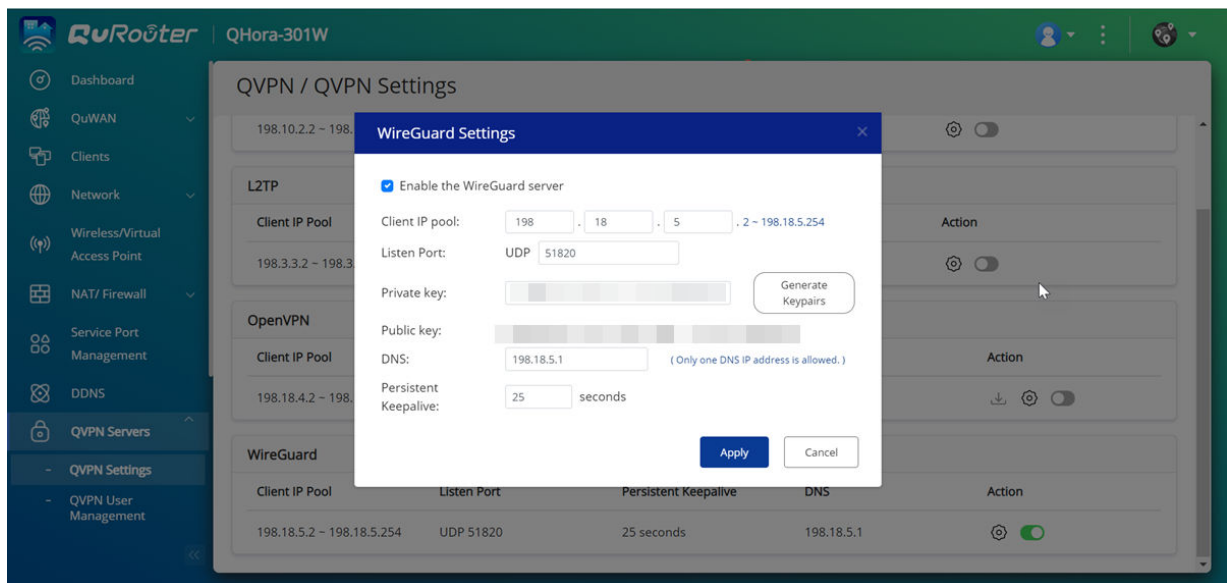 QuRouter QHora-301W
Dashboard
QuWAN
Clients
Network
Wireless/Virtual
Access Point
NAT/ Firewall
Service Port
Management
DDNS
QVPN Servers
- QVPN Settings
- QVPN User
Management
QVPN / QVPN Settings
198.10.2.2 ~ 198.
L2TP
Client IP Pool Action
198.3.3.2 ~ 198.3
OpenVPN
Client IP Pool Action
198.18.4.2 ~ 198.
WireGuard
Client IP Pool Listen Port Persistent Keepalive DNS Action
198.18.5.2 ~ 198.18.5.254 UDP 51820 25 seconds 198.18.5.1
WireGuard Settings
Enable the WireGuard server
Client IP pool: 198 . 18 . 5 . 2 ~ 198.18.5.254
Listen Port: UDP 51820
Private key: Generate
Keypairs
Public key:
DNS: 198.18.5.1 ( Only one DNS IP address is allowed. )
Persistent
Keepalive: 25 seconds
Apply Cancel